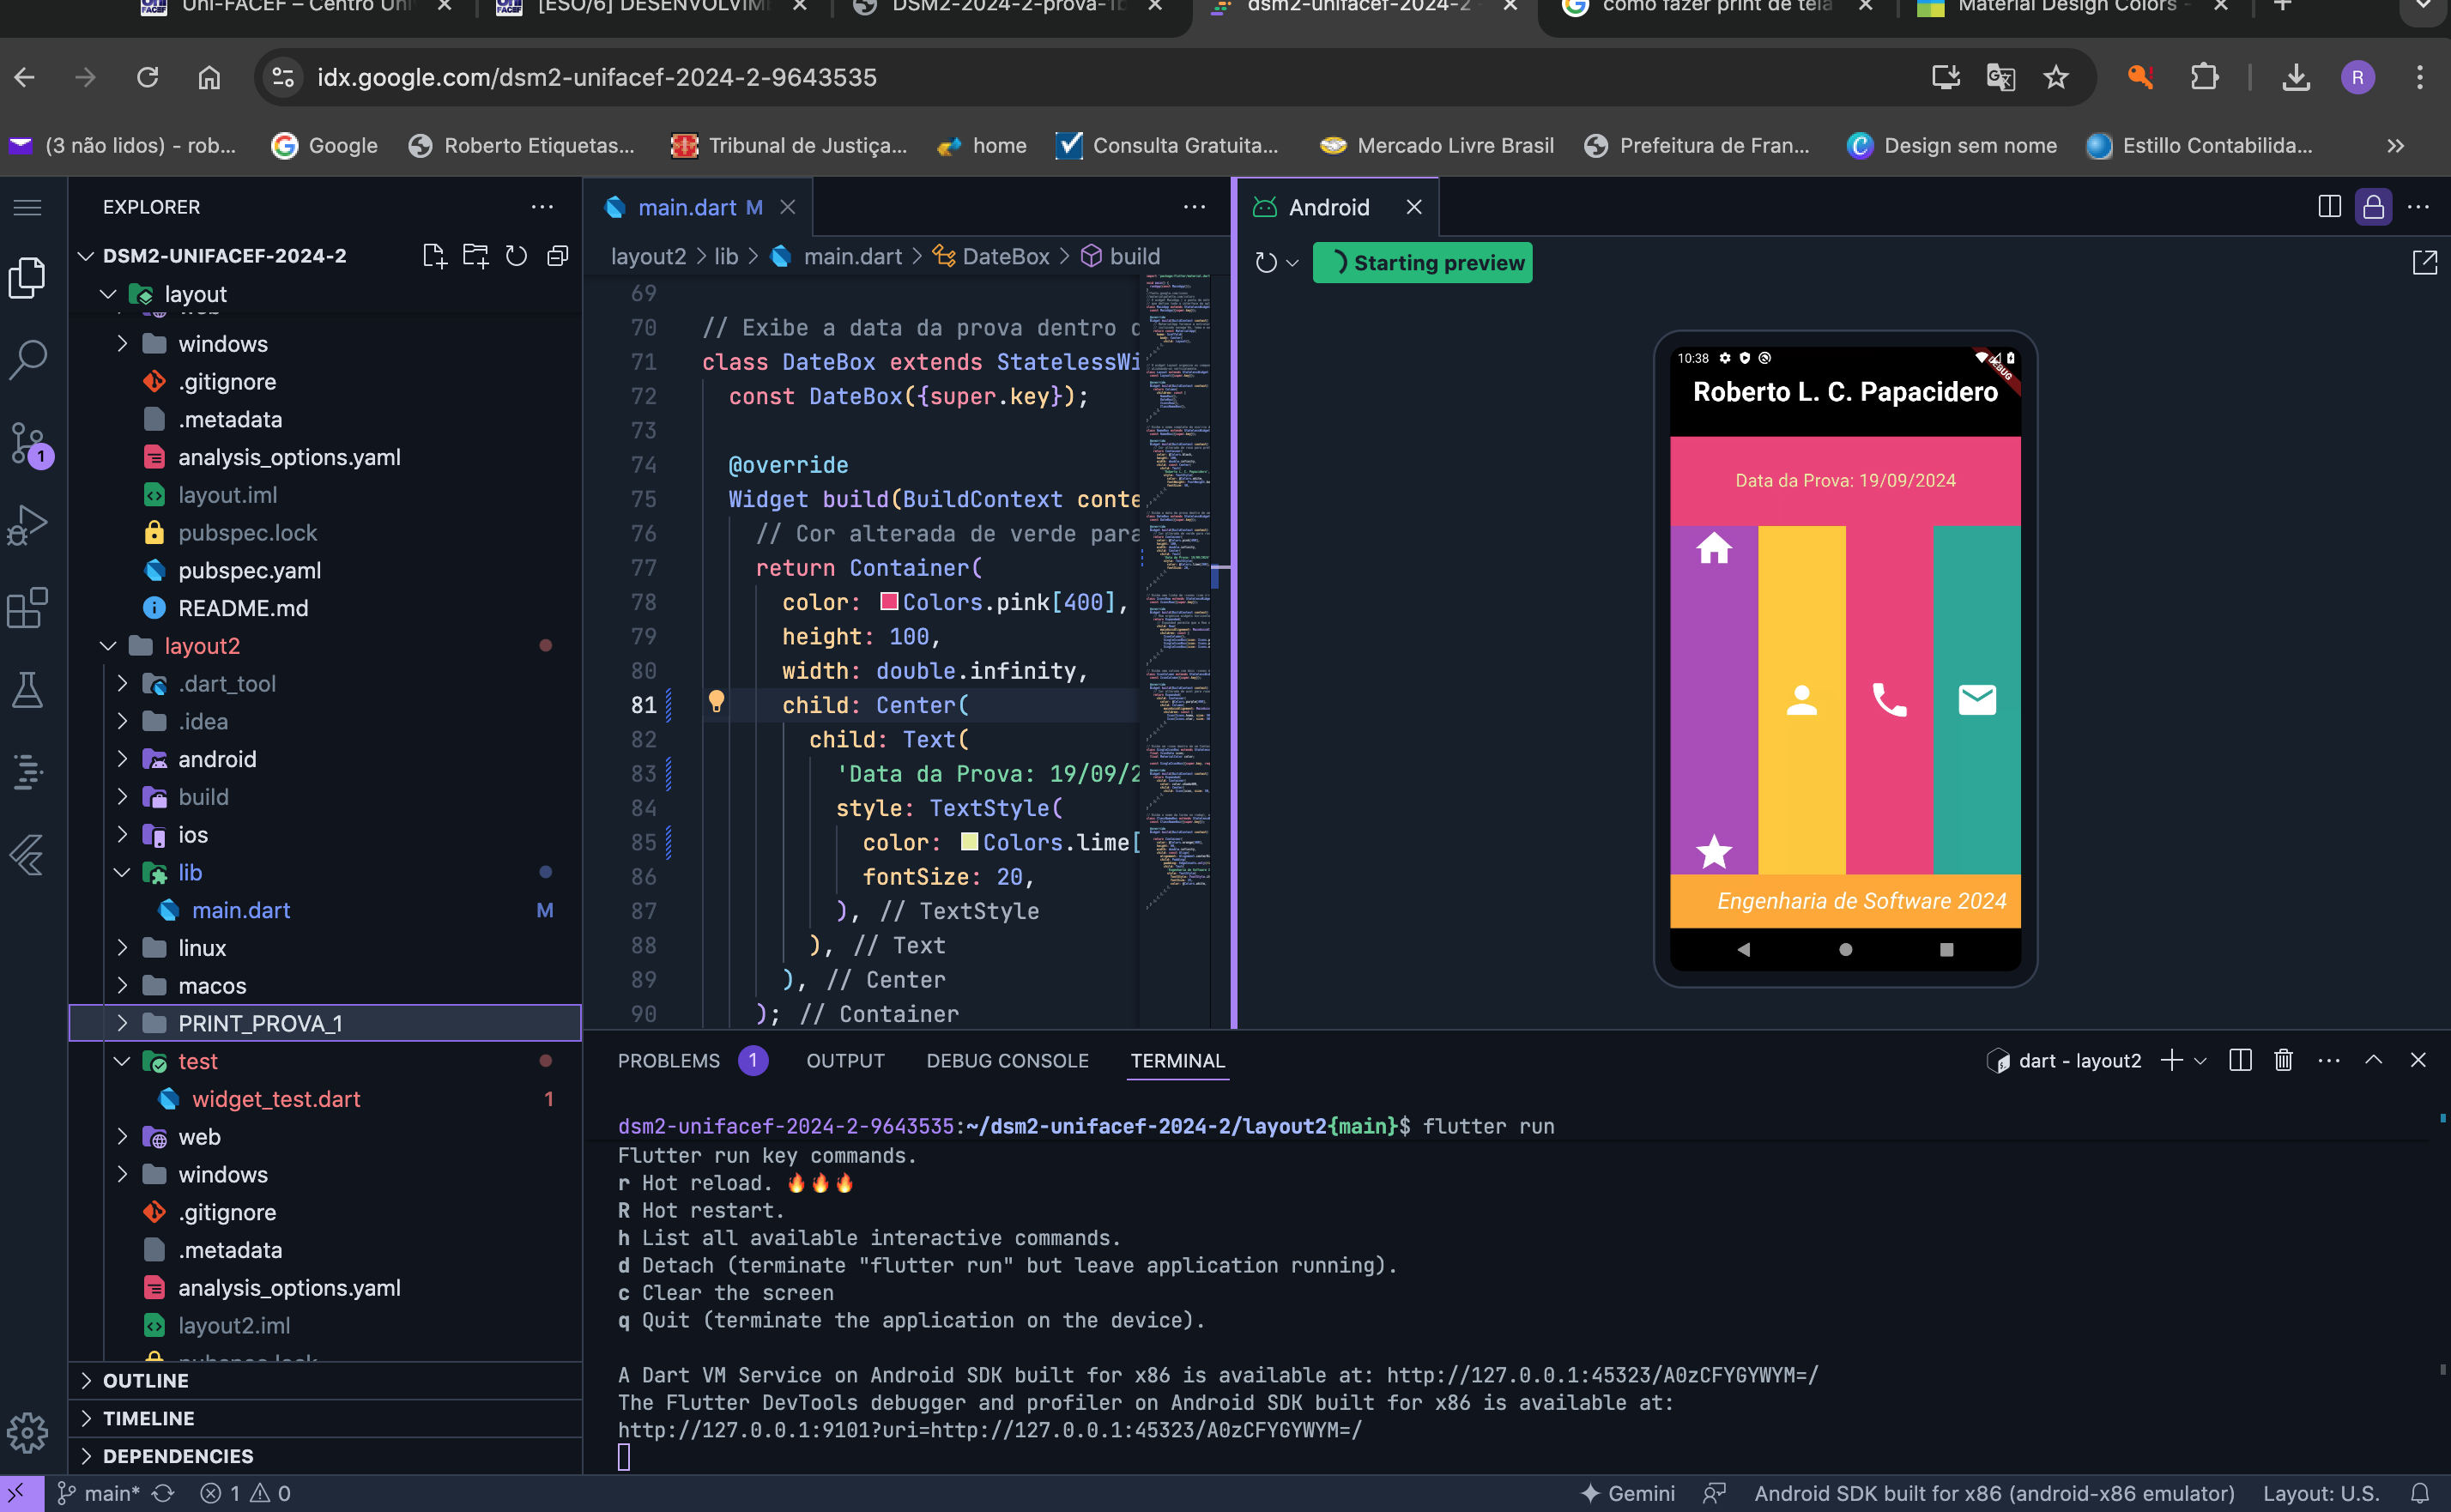 Uni-FACEF – Centro Uni
[ESO/6] DESENVOLVIM
DSM2-2024-2-prova-1b
dsm2-unifacef-2024-2
como fazer print de tela
Material Design Colors
idx.google.com/dsm2-unifacef-2024-2-9643535
R
(3 não lidos) - rob...
Google
Roberto Etiquetas...
Tribunal de Justiça...
home
Consulta Gratuita...
Mercado Livre Brasil
Prefeitura de Fran...
Design sem nome
Estillo Contabilida...
EXPLORER
DSM2-UNIFACEF-2024-2
layout
web
windows
.gitignore
.metadata
analysis_options.yaml
layout.iml
pubspec.lock
pubspec.yaml
README.md
layout2
.dart_tool
.idea
android
build
ios
lib
main.dart M
linux
macos
PRINT_PROVA_1
test
widget_test.dart 1
web
windows
.gitignore
.metadata
analysis_options.yaml
layout2.iml
pubspec.lock
OUTLINE
TIMELINE
DEPENDENCIES
1
main.dart M
layout2 > lib > main.dart > DateBox > build
69
70 // Exibe a data da prova dentro d
71 class DateBox extends StatelessWi
72 const DateBox({super.key});
73
74 @override
75 Widget build(BuildContext conte
76 // Cor alterada de verde para
77 return Container(
78 color: Colors.pink[400],
79 height: 100,
80 width: double.infinity,
81 child: Center(
82 child: Text(
83 'Data da Prova: 19/09/2
84 style: TextStyle(
85 color: Colors.lime[
86 fontSize: 20,
87 ), // TextStyle
88 ), // Text
89 ), // Center
90 ); // Container
Android
Starting preview
10:38
DEBUG
Roberto L. C. Papacidero
Data da Prova: 19/09/2024
Engenharia de Software 2024
PROBLEMS 1 OUTPUT DEBUG CONSOLE TERMINAL
dart - layout2
dsm2-unifacef-2024-2-9643535:~/dsm2-unifacef-2024-2/layout2{main}$ flutter run
Flutter run key commands.
r Hot reload. 🔥🔥🔥
R Hot restart.
h List all available interactive commands.
d Detach (terminate "flutter run" but leave application running).
c Clear the screen
q Quit (terminate the application on the device).
A Dart VM Service on Android SDK built for x86 is available at: http://127.0.0.1:45323/A0zCFYGYWYM=/
The Flutter DevTools debugger and profiler on Android SDK built for x86 is available at:
http://127.0.0.1:9101?uri=http://127.0.0.1:45323/A0zCFYGYWYM=/
main* 1 0
Gemini
Android SDK built for x86 (android-x86 emulator)
Layout: U.S.